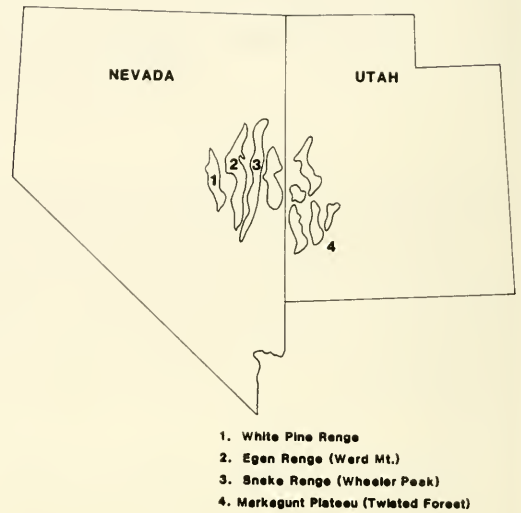 NEVADA
UTAH
1
2
3
4
1. White Pine Range
2. Egan Range (Ward Mt.)
3. Snake Range (Wheeler Peak)
4. Markagunt Plateau (Twisted Forest)